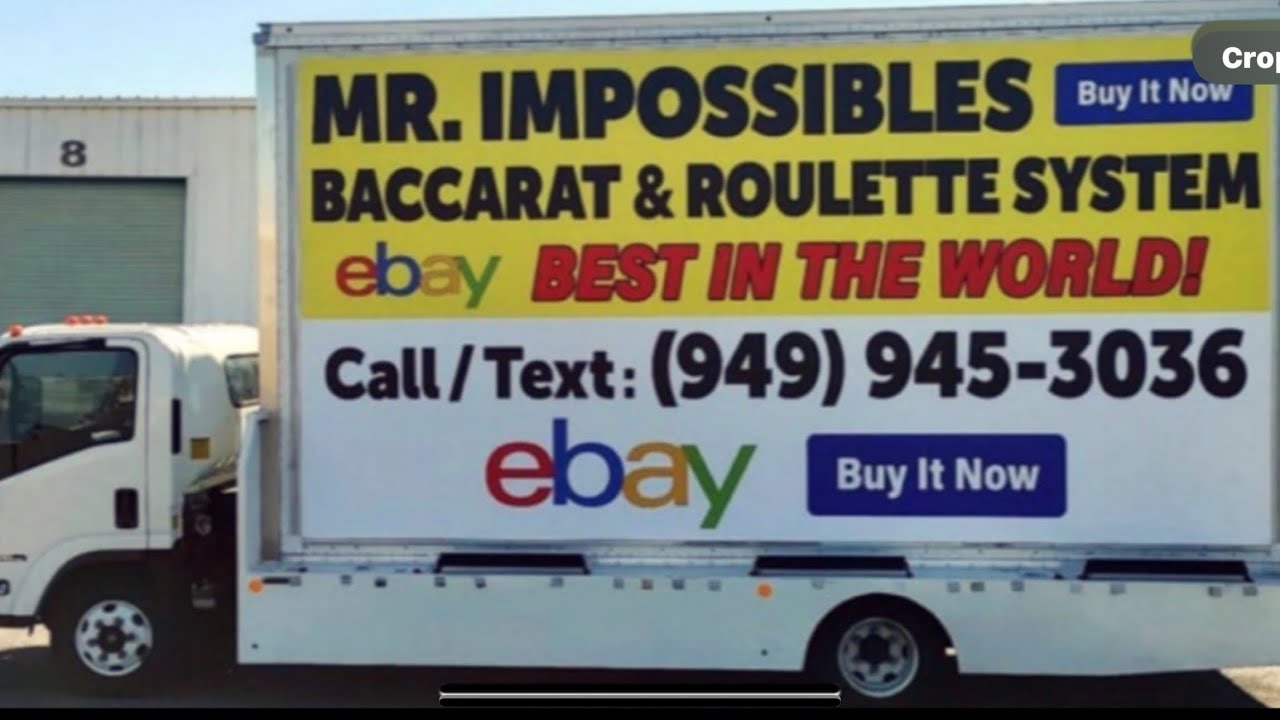 Crop
8
MR. IMPOSSIBLES
Buy It Now
BACCARAT & ROULETTE SYSTEM
ebay BEST IN THE WORLD!
Call / Text : (949) 945-3036
ebay
Buy It Now